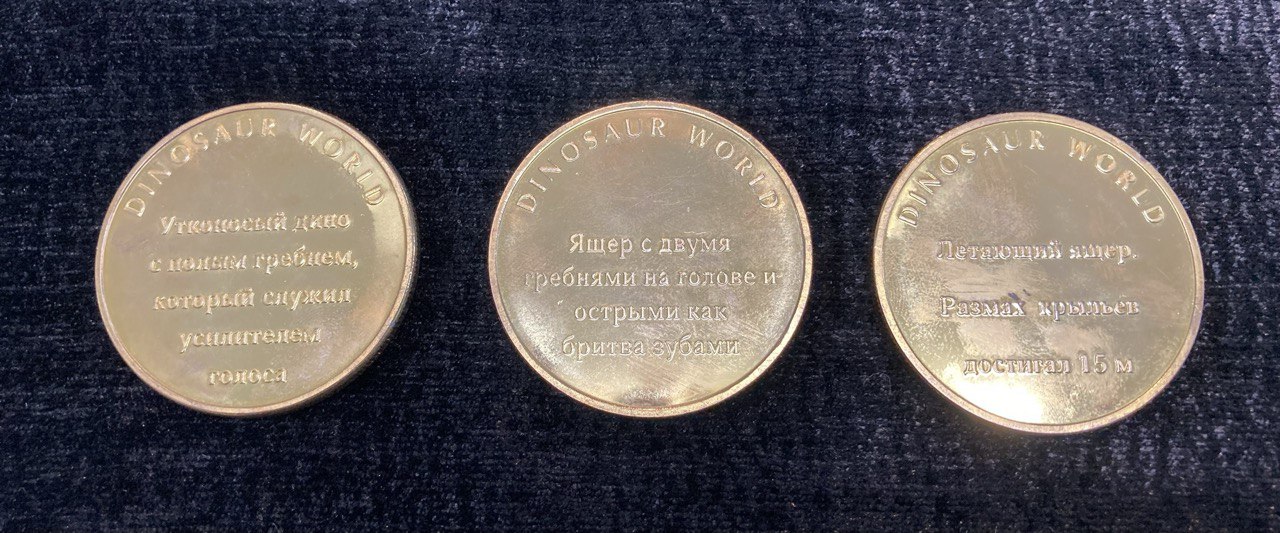 DINOSAUR WORLD
Утконосый дино
с полым гребнем,
который служил
усилителем
голоса
DINOSAUR WORLD
Ящер с двумя
гребнями на голове и
острыми как
бритва зубами
DINOSAUR WORLD
Летающий ящер.
Размах крыльев
достигал 15 м